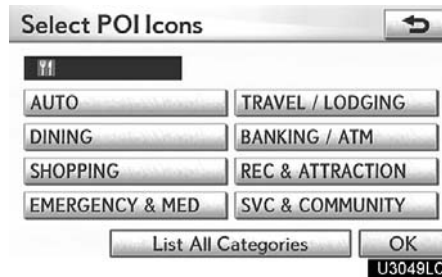 Select POI Icons
AUTO
TRAVEL / LODGING
DINING
BANKING / ATM
SHOPPING
REC & ATTRACTION
EMERGENCY & MED
SVC & COMMUNITY
List All Categories
OK
U3049LC